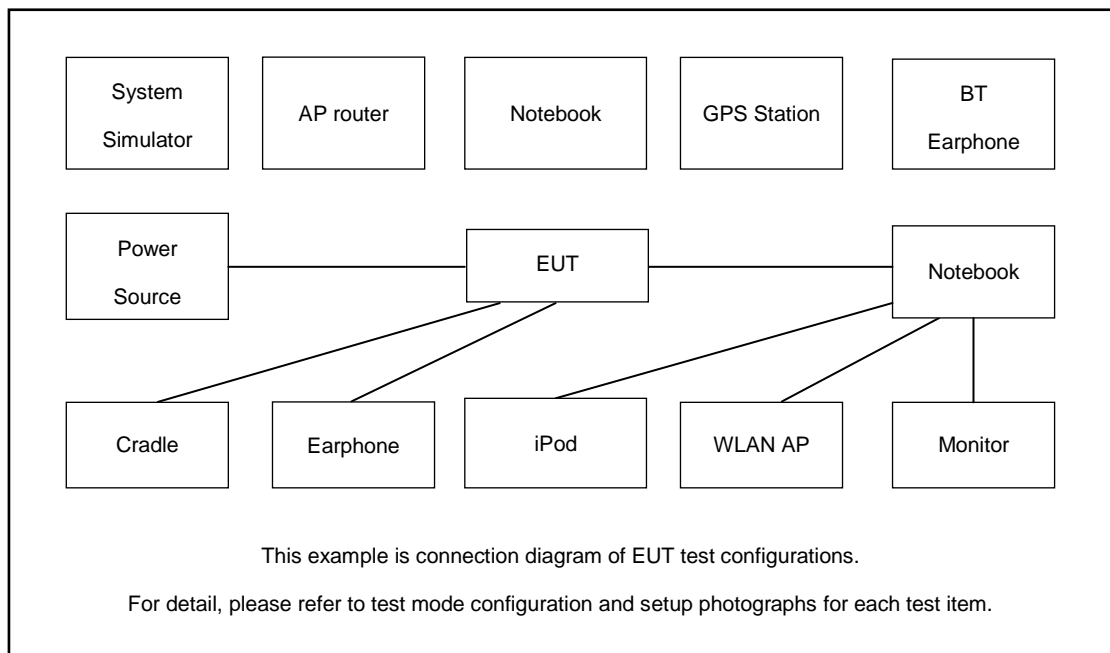 System
Simulator
AP router
Notebook
GPS Station
BT
Earphone
Power
Source
EUT
Notebook
Cradle
Earphone
iPod
WLAN AP
Monitor
This example is connection diagram of EUT test configurations.
For detail, please refer to test mode configuration and setup photographs for each test item.